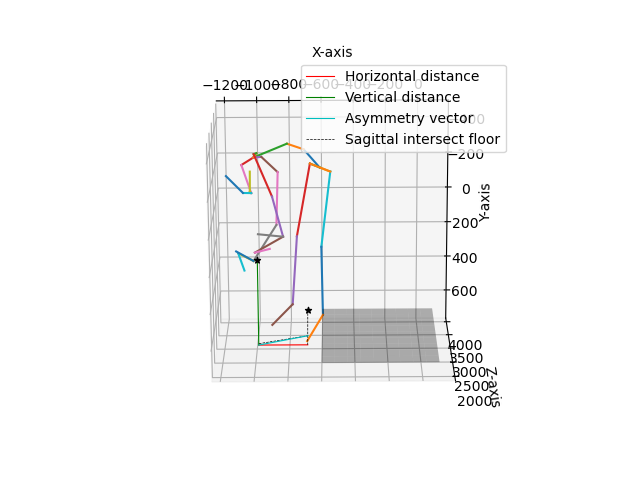 X-axis
−1200 −1000 −800 −600 −400 −200 0
Horizontal distance
Vertical distance
Asymmetry vector
Sagittal intersect floor
−200
0
200
400
600
Y-axis
4000
3500
3000
2500
2000
Z-axis